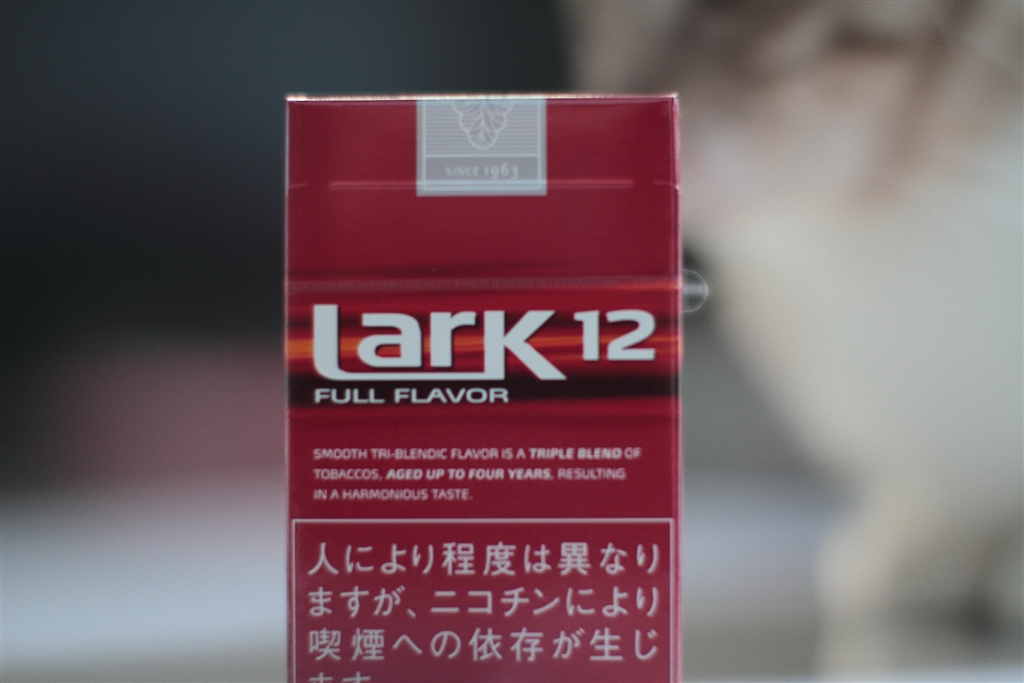 SINCE 1963
Lark 12
FULL FLAVOR
SMOOTH TRI-BLENDIC FLAVOR IS A TRIPLE BLEND OF
TOBACCOS, AGED UP TO FOUR YEARS, RESULTING
IN A HARMONIOUS TASTE.
人により程度は異なり
ますが、ニコチンにより
喫煙への依存が生じ
ます